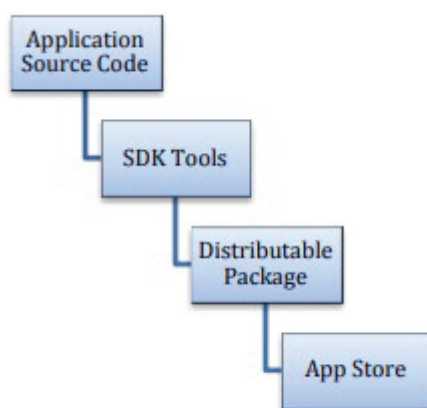 Application
Source Code
SDK Tools
Distributable
Package
App Store